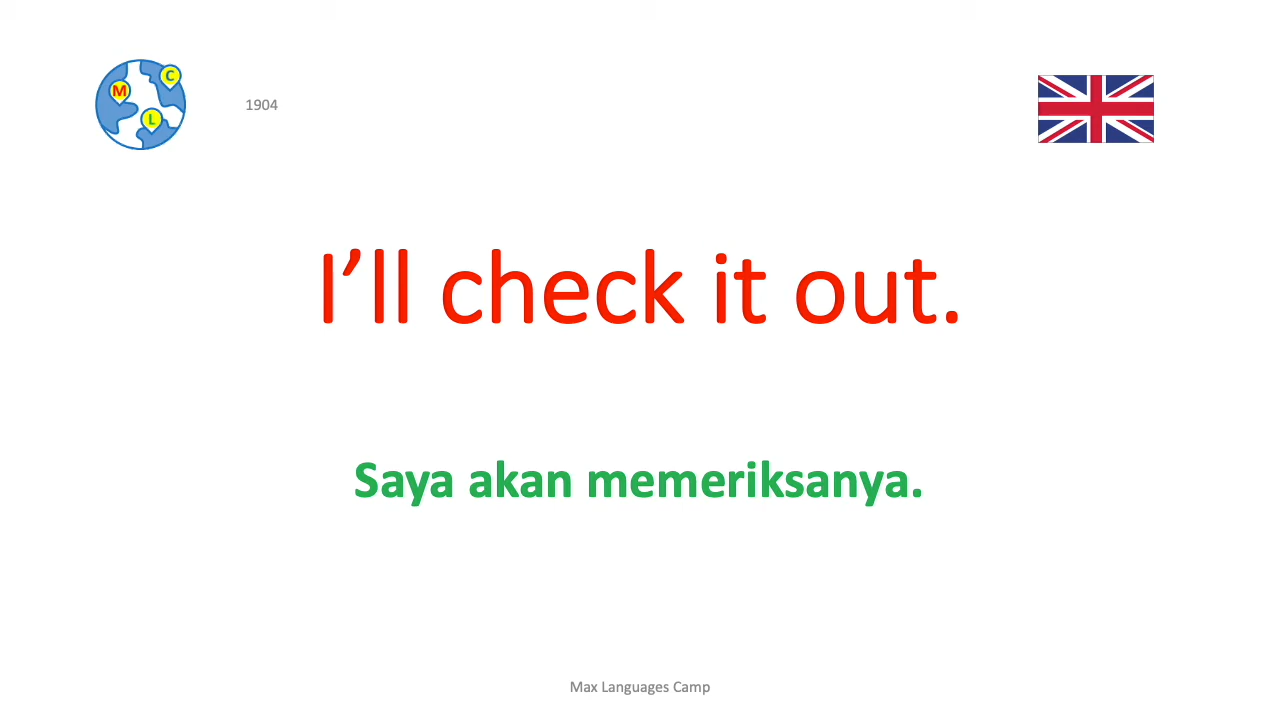 M
C
L
1904
I’ll check it out.
Saya akan memeriksanya.
Max Languages Camp